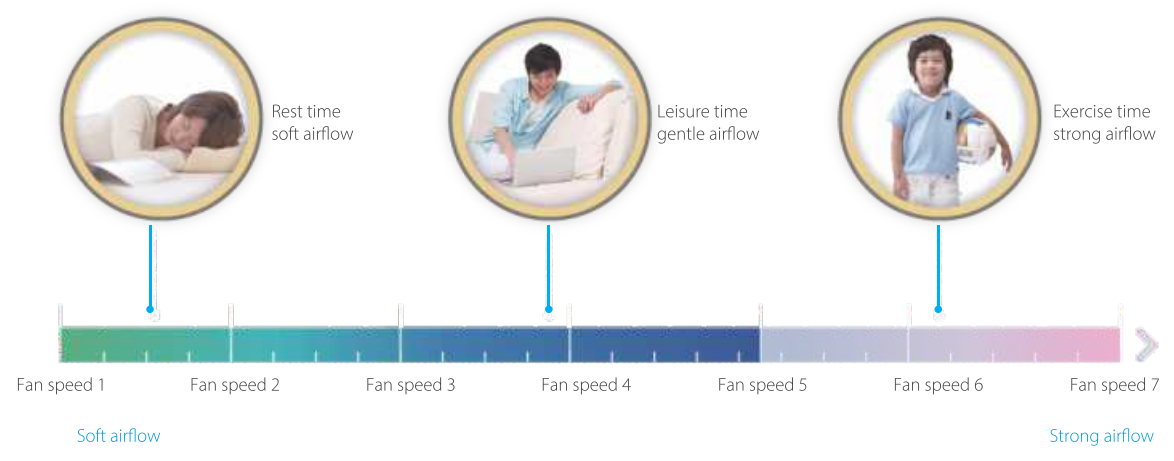 Rest time
soft airflow
Leisure time
gentle airflow
Exercise time
strong airflow
Fan speed 1
Fan speed 2
Fan speed 3
Fan speed 4
Fan speed 5
Fan speed 6
Fan speed 7
Soft airflow
Strong airflow